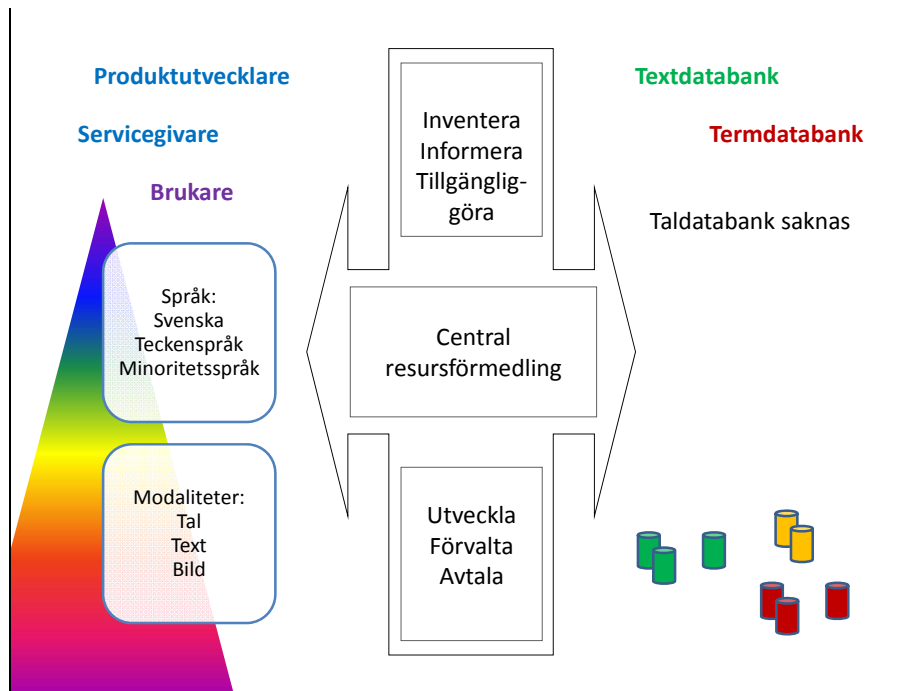 Produktutvecklare
Servicegivare
Brukare
Språk:
Svenska
Teckenspråk
Minoritetsspråk
Modaliteter:
Tal
Text
Bild
Inventera
Informera
Tillgänglig-
göra
Central
resursförmedling
Utveckla
Förvalta
Avtala
Textdatabank
Termdatabank
Taldatabank saknas